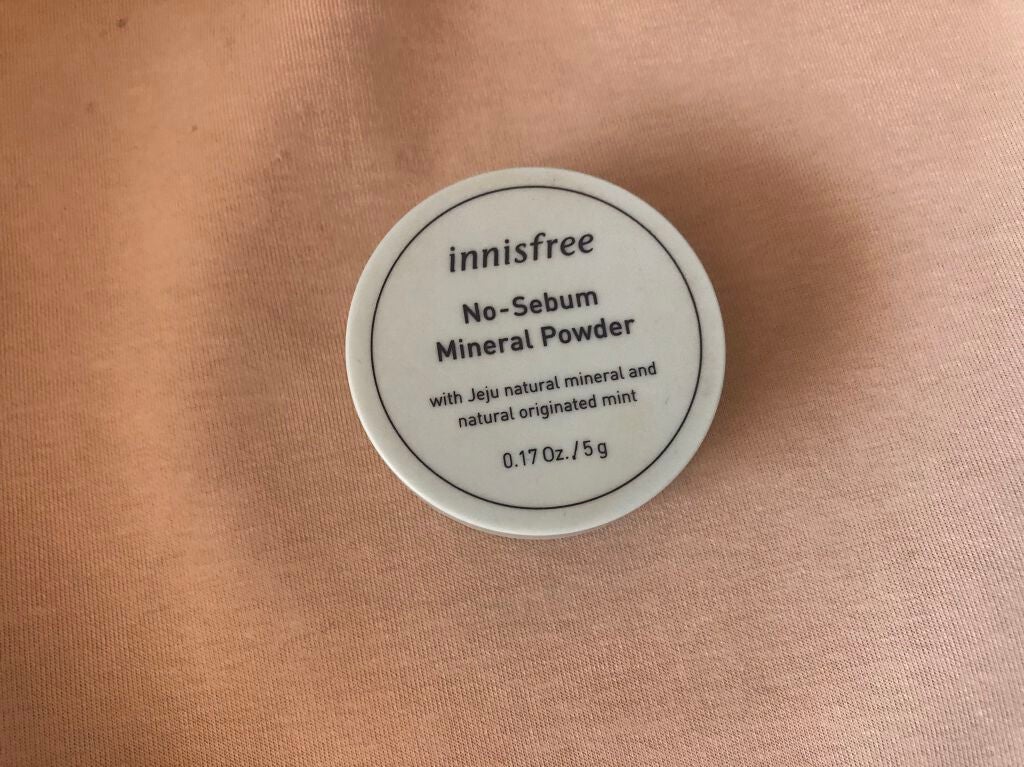 innisfree
No-Sebum
Mineral Powder
with Jeju natural mineral and
natural originated mint
0.17 Oz./5 g